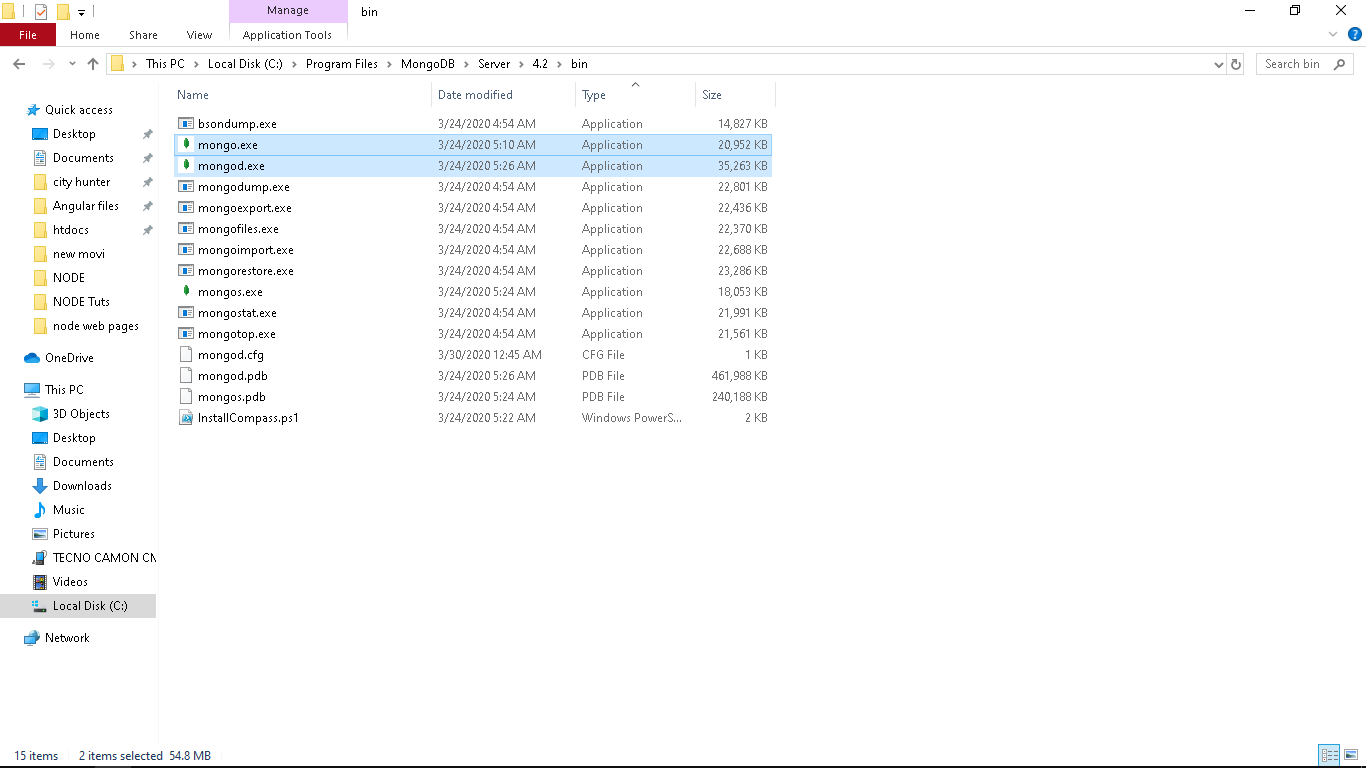 Manage bin
File Home Share View Application Tools
This PC Local Disk (C:) Program Files MongoDB Server 4.2 bin Search bin
Name Date modified Type Size
Quick access
Desktop
Documents
city hunter
Angular files
htdocs
new movi
NODE
NODE Tuts
node web pages
OneDrive
This PC
3D Objects
Desktop
Documents
Downloads
Music
Pictures
TECNO CAMON CM
Videos
Local Disk (C:)
Network
bsondump.exe 3/24/2020 4:54 AM Application 14,827 KB
mongo.exe 3/24/2020 5:10 AM Application 20,952 KB
mongod.exe 3/24/2020 5:26 AM Application 35,263 KB
mongodump.exe 3/24/2020 4:54 AM Application 22,801 KB
mongoexport.exe 3/24/2020 4:54 AM Application 22,436 KB
mongofiles.exe 3/24/2020 4:54 AM Application 22,370 KB
mongoimport.exe 3/24/2020 4:54 AM Application 22,688 KB
mongorestore.exe 3/24/2020 4:54 AM Application 23,286 KB
mongos.exe 3/24/2020 5:24 AM Application 18,053 KB
mongostat.exe 3/24/2020 4:54 AM Application 21,991 KB
mongotop.exe 3/24/2020 4:54 AM Application 21,561 KB
mongod.cfg 3/30/2020 12:45 AM CFG File 1 KB
mongod.pdb 3/24/2020 5:26 AM PDB File 461,988 KB
mongos.pdb 3/24/2020 5:24 AM PDB File 240,188 KB
InstallCompass.ps1 3/24/2020 5:22 AM Windows PowerS... 2 KB
15 items 2 items selected 54.8 MB